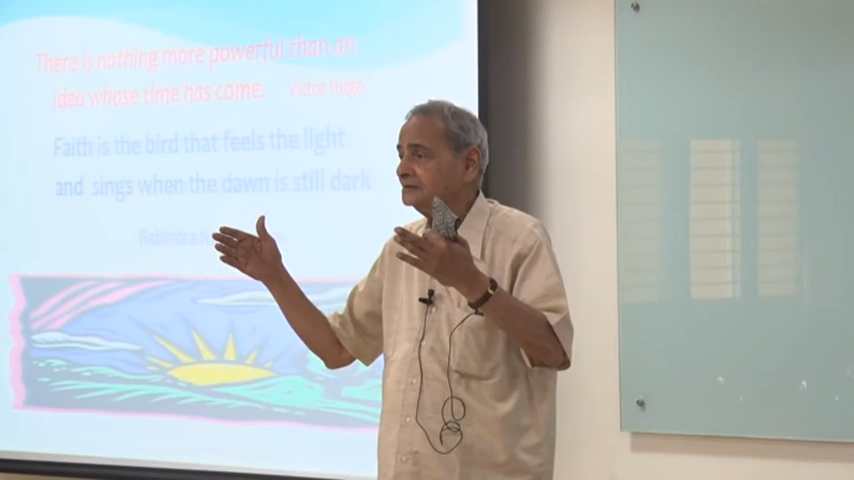 There is nothing more powerful than an
idea whose time has come. Victor Hugo
Faith is the bird that feels the light
and sings when the dawn is still dark
Rabindra